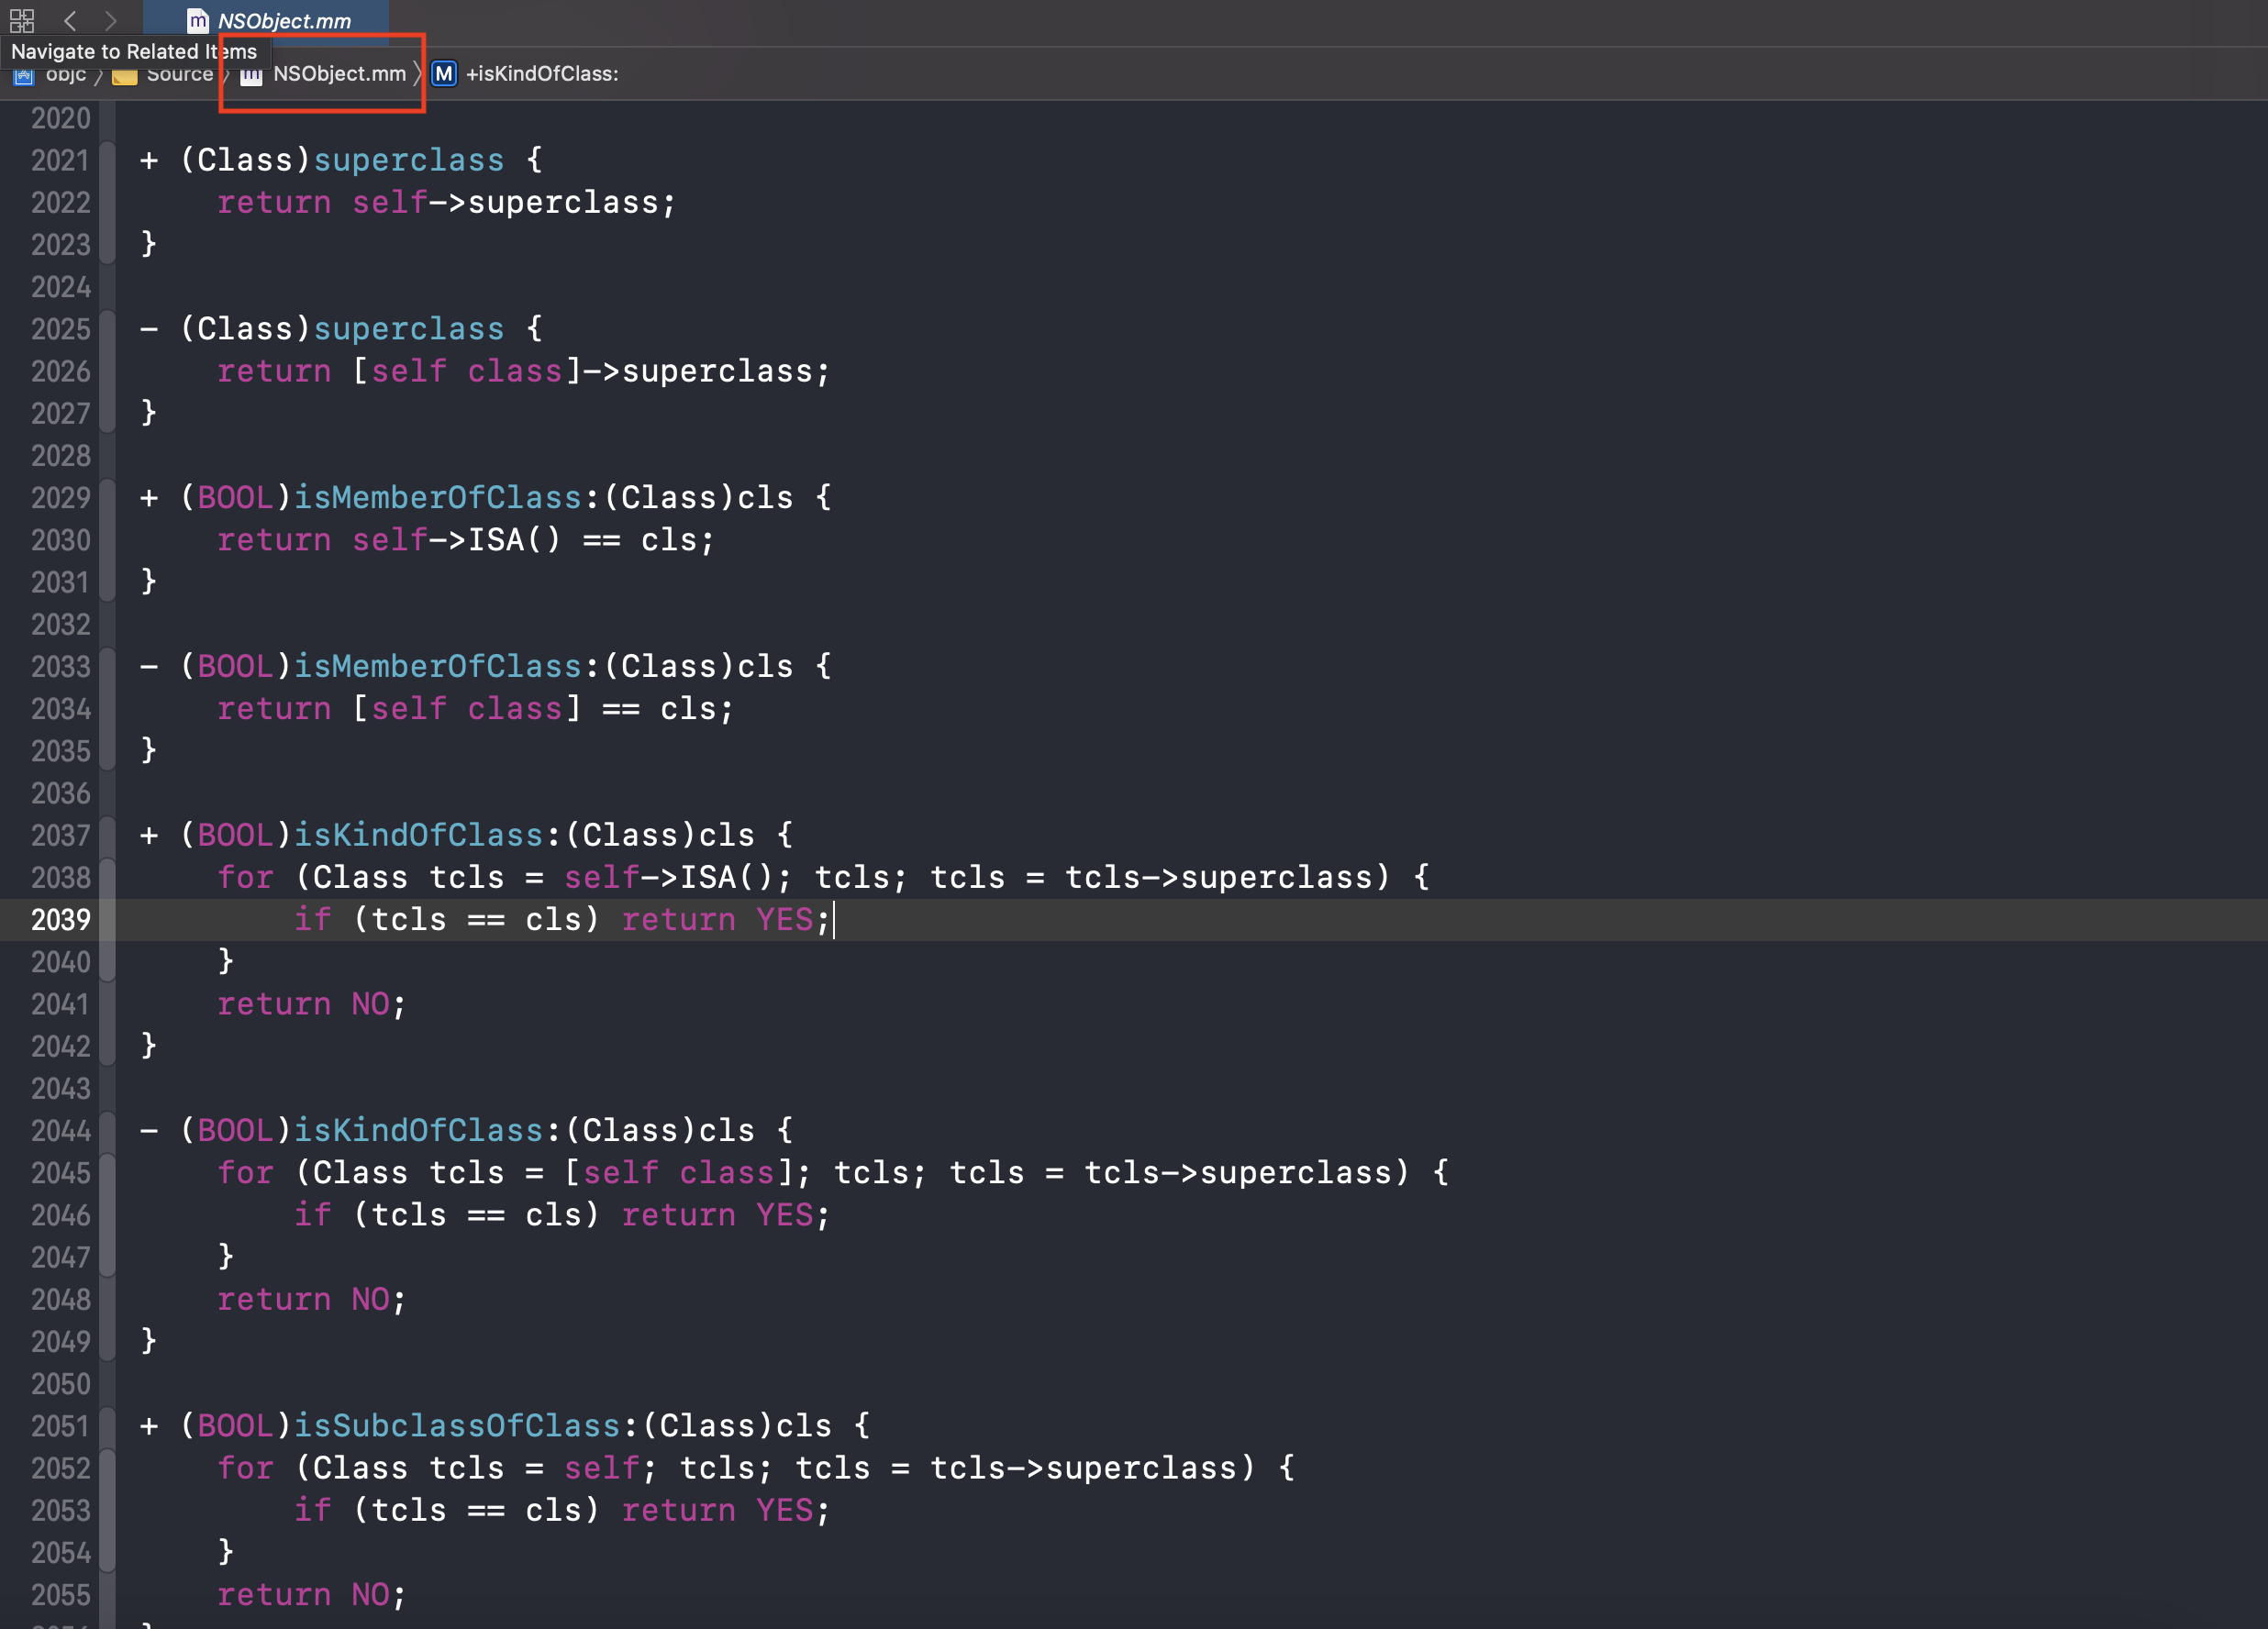 NSObject.mm
Navigate to Related Items
objc 〉 Source 〉 NSObject.mm 〉 M +isKindOfClass:
2020
2021 + (Class)superclass {
2022     return self->superclass;
2023 }
2024
2025 - (Class)superclass {
2026     return [self class]->superclass;
2027 }
2028
2029 + (BOOL)isMemberOfClass:(Class)cls {
2030     return self->ISA() == cls;
2031 }
2032
2033 - (BOOL)isMemberOfClass:(Class)cls {
2034     return [self class] == cls;
2035 }
2036
2037 + (BOOL)isKindOfClass:(Class)cls {
2038     for (Class tcls = self->ISA(); tcls; tcls = tcls->superclass) {
2039         if (tcls == cls) return YES;
2040     }
2041     return NO;
2042 }
2043
2044 - (BOOL)isKindOfClass:(Class)cls {
2045     for (Class tcls = [self class]; tcls; tcls = tcls->superclass) {
2046         if (tcls == cls) return YES;
2047     }
2048     return NO;
2049 }
2050
2051 + (BOOL)isSubclassOfClass:(Class)cls {
2052     for (Class tcls = self; tcls; tcls = tcls->superclass) {
2053         if (tcls == cls) return YES;
2054     }
2055     return NO;